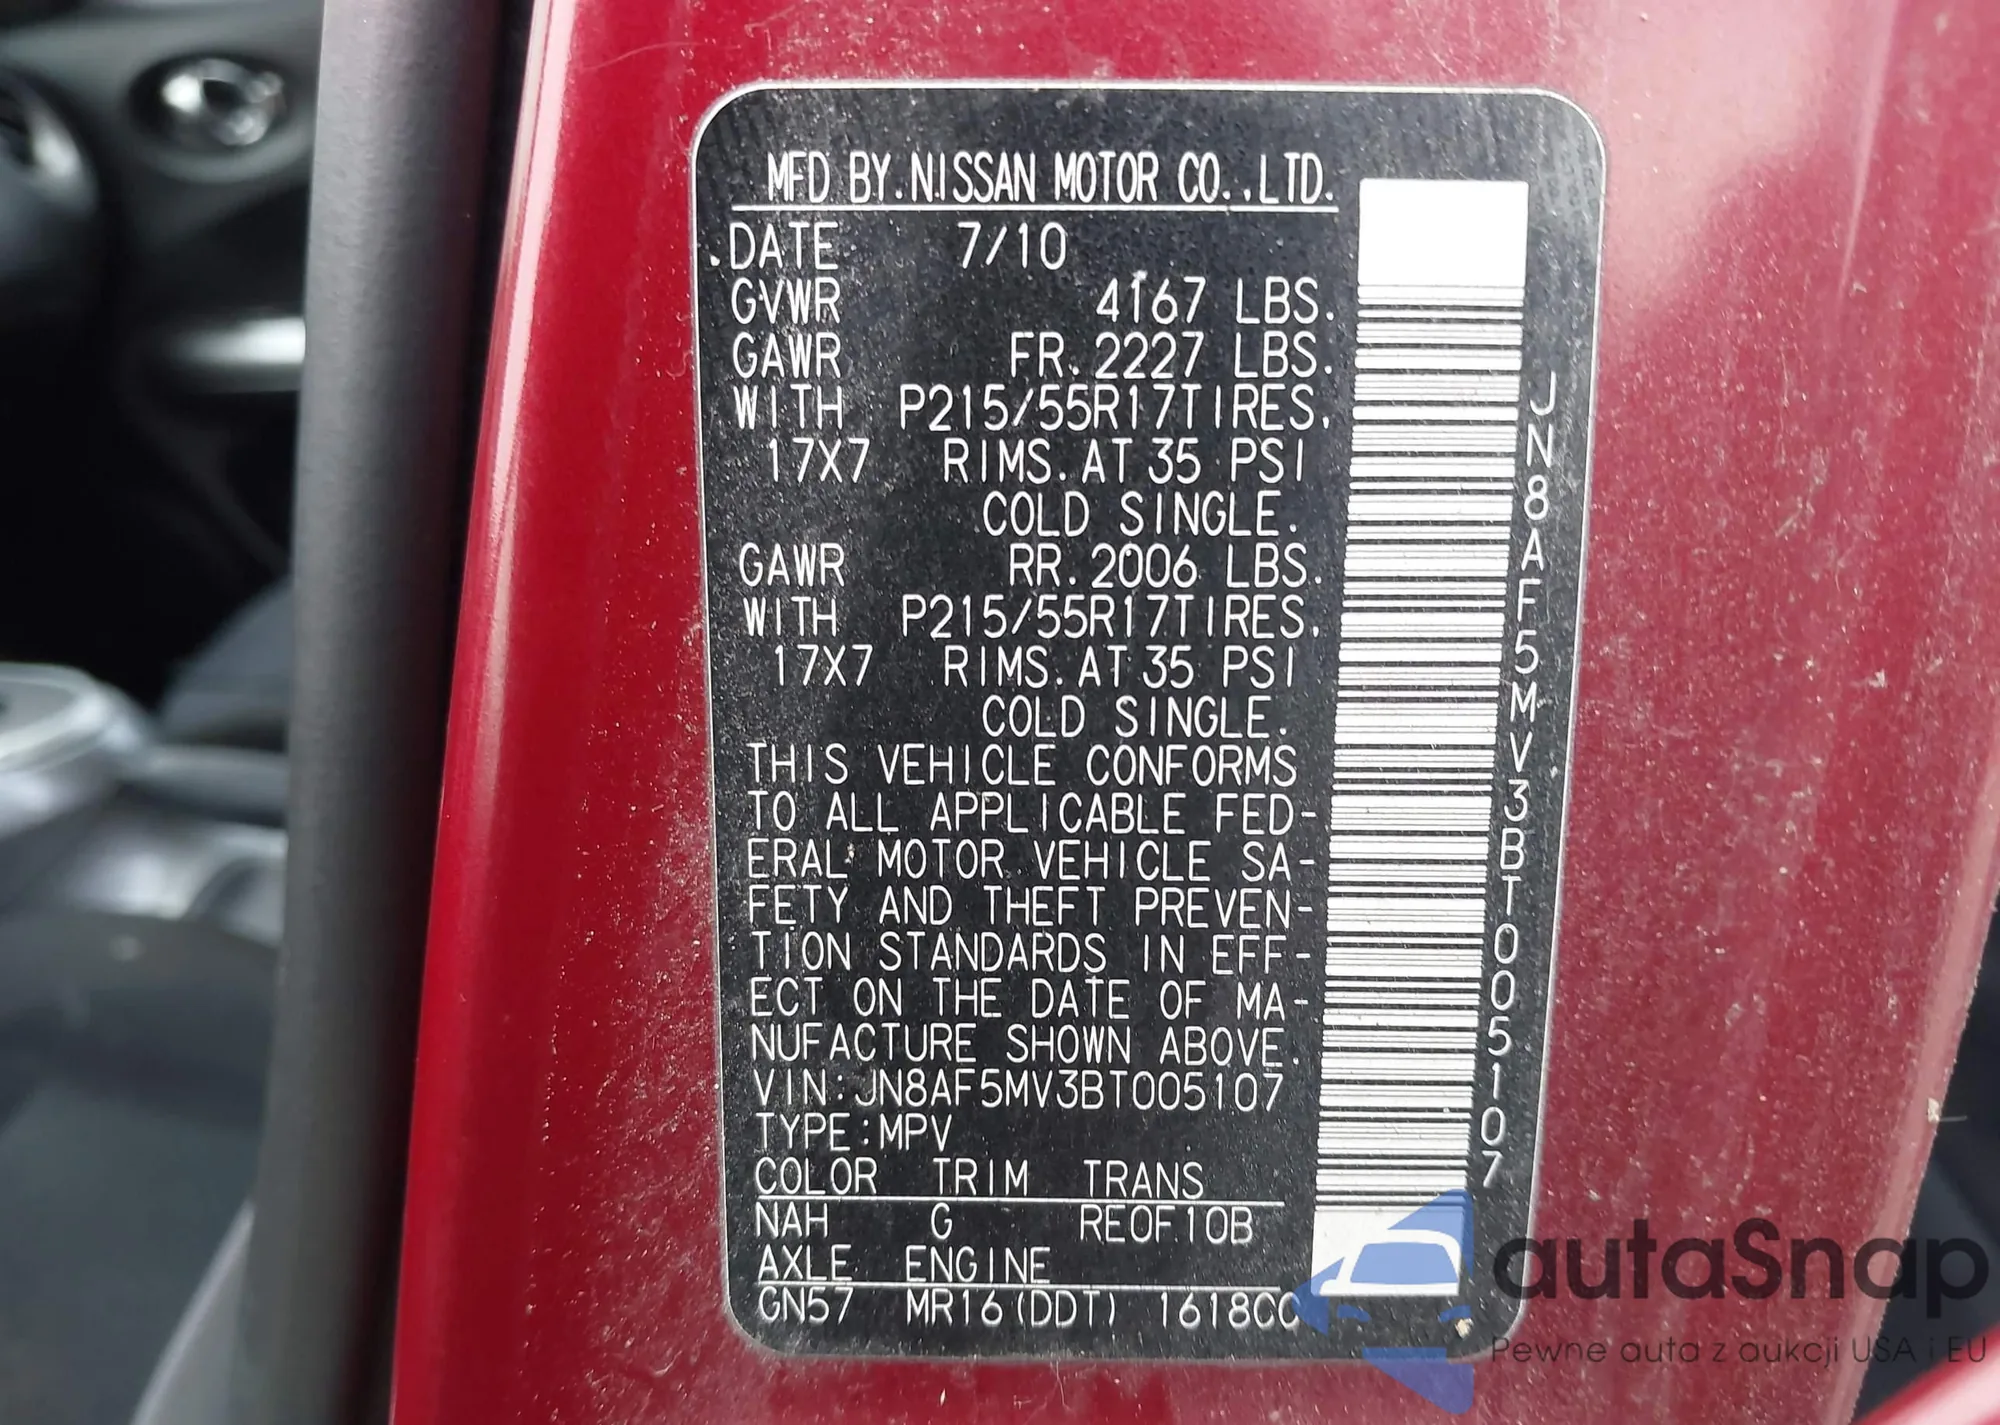 MFD BY.NISSAN MOTOR CO.,LTD.
DATE 7/10
GVWR 4167 LBS.
GAWR FR.2227 LBS.
WITH P215/55R17TIRES,
17X7 RIMS.AT 35 PSI
COLD SINGLE.
GAWR RR.2006 LBS.
WITH P215/55R17TIRES,
17X7 RIMS.AT 35 PSI
COLD SINGLE.
THIS VEHICLE CONFORMS
TO ALL APPLICABLE FED-
ERAL MOTOR VEHICLE SA-
FETY AND THEFT PREVEN-
TION STANDARDS IN EFF-
ECT ON THE DATE OF MA-
NUFACTURE SHOWN ABOVE.
VIN:JN8AF5MV3BT005107
TYPE:MPV
COLOR TRIM TRANS
NAH G RE0F10B
AXLE ENGINE
GN57 MR16(DDT) 1618CC
JN8AF5MV3BT005107
autaSnap
Pewne auta z aukcji USA i EU